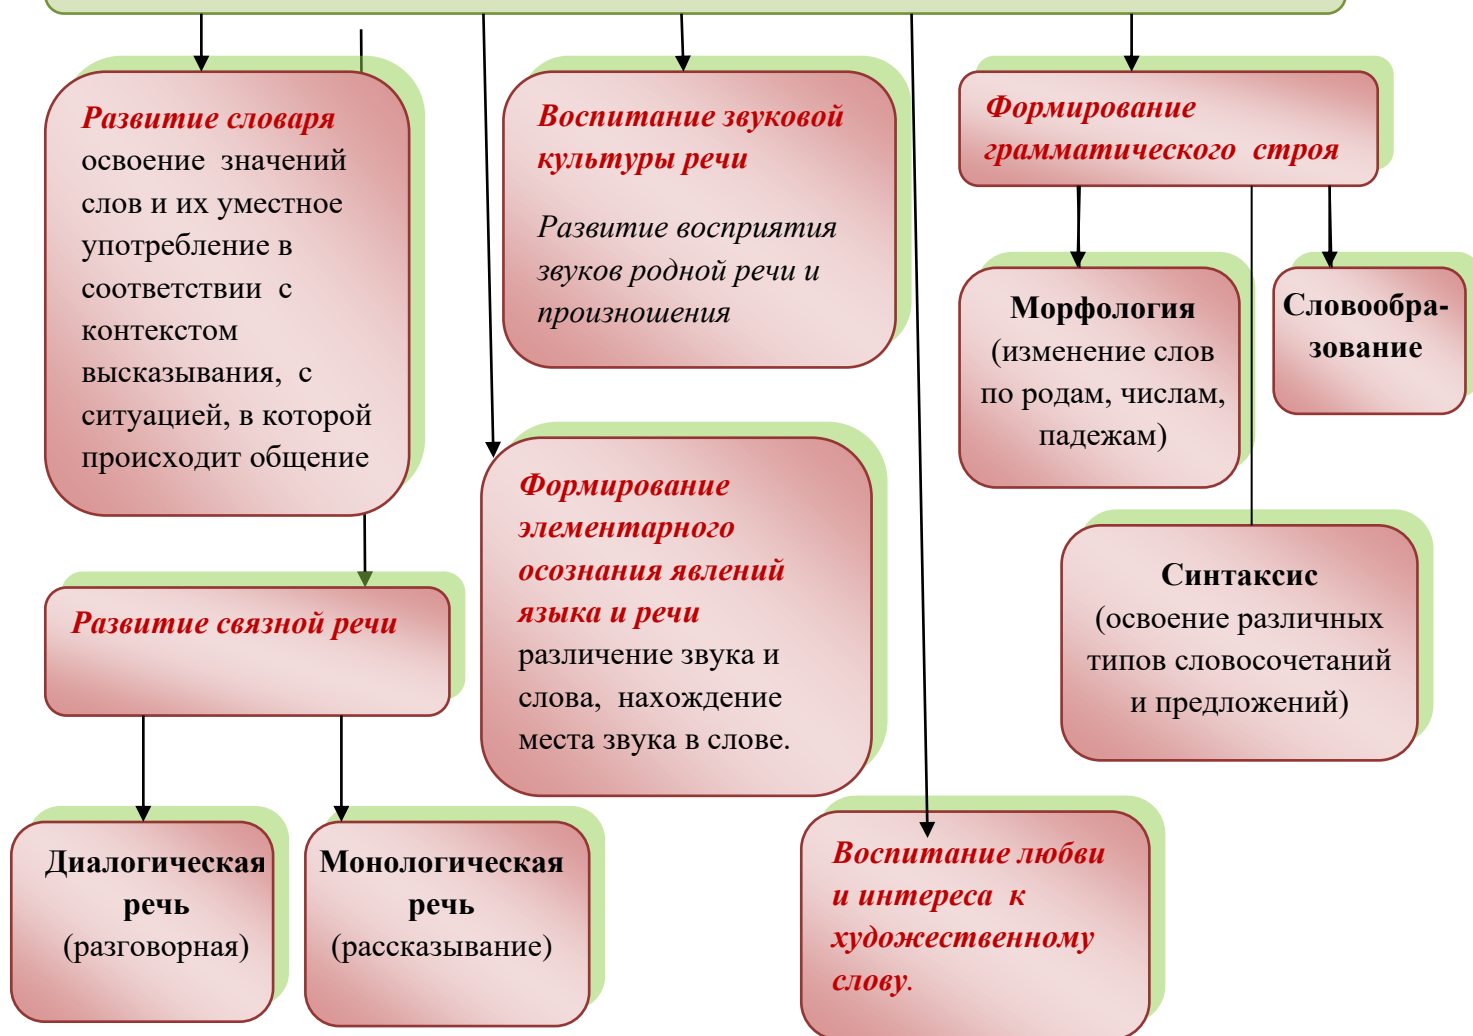 Развитие словаря
освоение значений
слов и их уместное
употребление в
соответствии с
контекстом
высказывания, с
ситуацией, в которой
происходит общение
Воспитание звуковой
культуры речи
Развитие восприятия
звуков родной речи и
произношения
Формирование
грамматического строя
Морфология
(изменение слов
по родам, числам,
падежам)
Словообра-
зование
Формирование
элементарного
осознания явлений
языка и речи
различение звука и
слова, нахождение
места звука в слове.
Синтаксис
(освоение различных
типов словосочетаний
и предложений)
Развитие связной речи
Диалогическая
речь
(разговорная)
Монологическая
речь
(рассказывание)
Воспитание любви
и интереса к
художественному
слову.